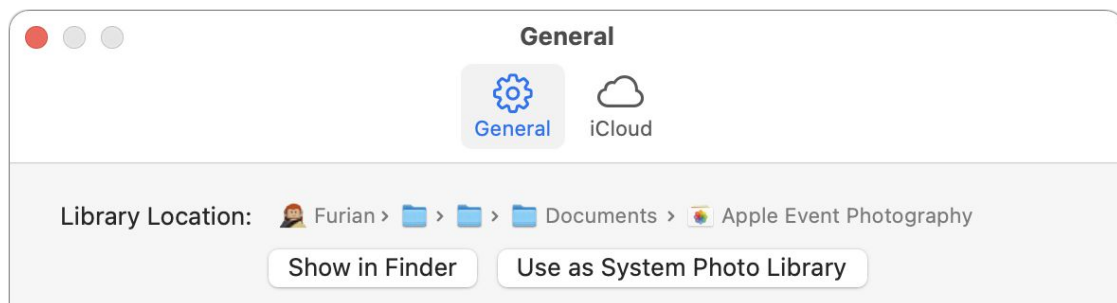 General
General
iCloud
Library Location: Furian › › › Documents › Apple Event Photography
Show in Finder
Use as System Photo Library